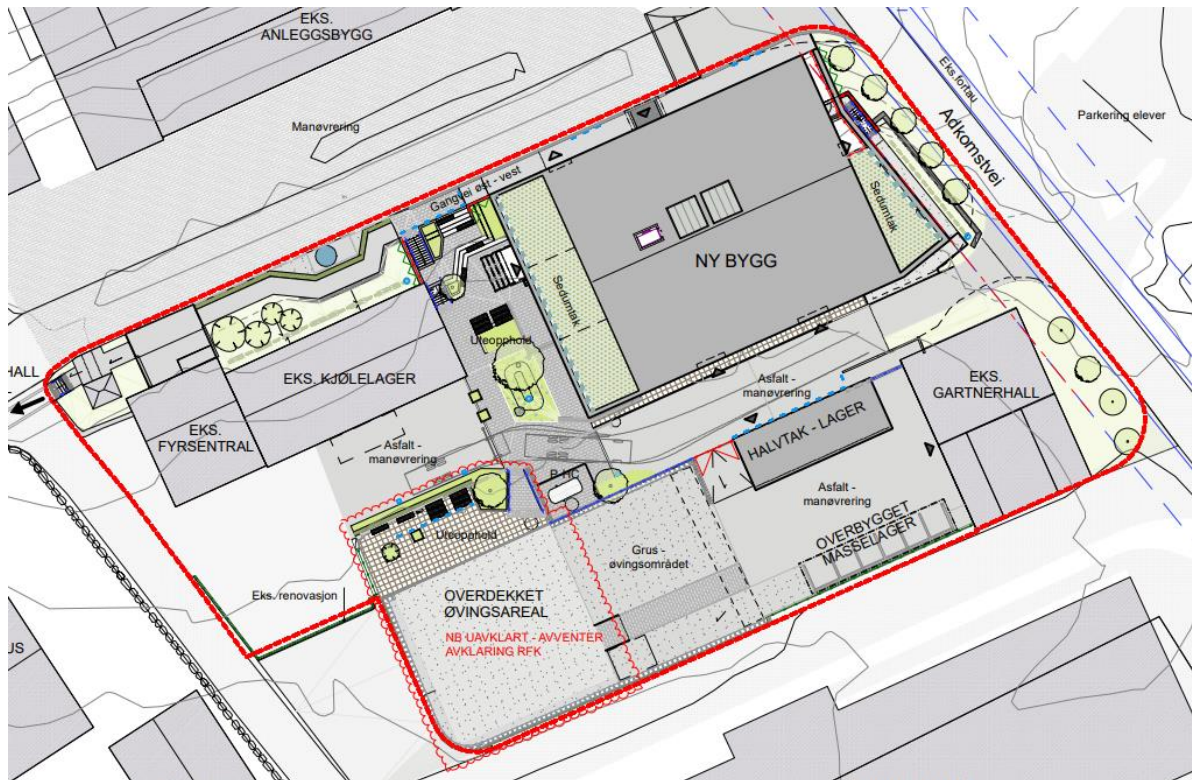 EKS.
ANLEGGSBYGG
Manøvrering
Eks.fortau
Adkomstvei
Parkering elever
Gangvei øst - vest
Sedumtak
NY BYGG
Sedumtak
Uteopphold
HALL
EKS. KJØLELAGER
EKS.
FYRSENTRAL
Asfalt -
manøvrering
Asfalt -
manøvrering
EKS.
GARTNERHALL
HALVTAK - LAGER
P-HC
Asfalt -
manøvrering
Uteopphold
OVERBYGGET
MASSELAGER
Grus -
øvingsområdet
Eks. renovasjon
OVERDEKKET
ØVINGSAREAL
NB UAVKLART - AVVENTER
AVKLARING RFK
US